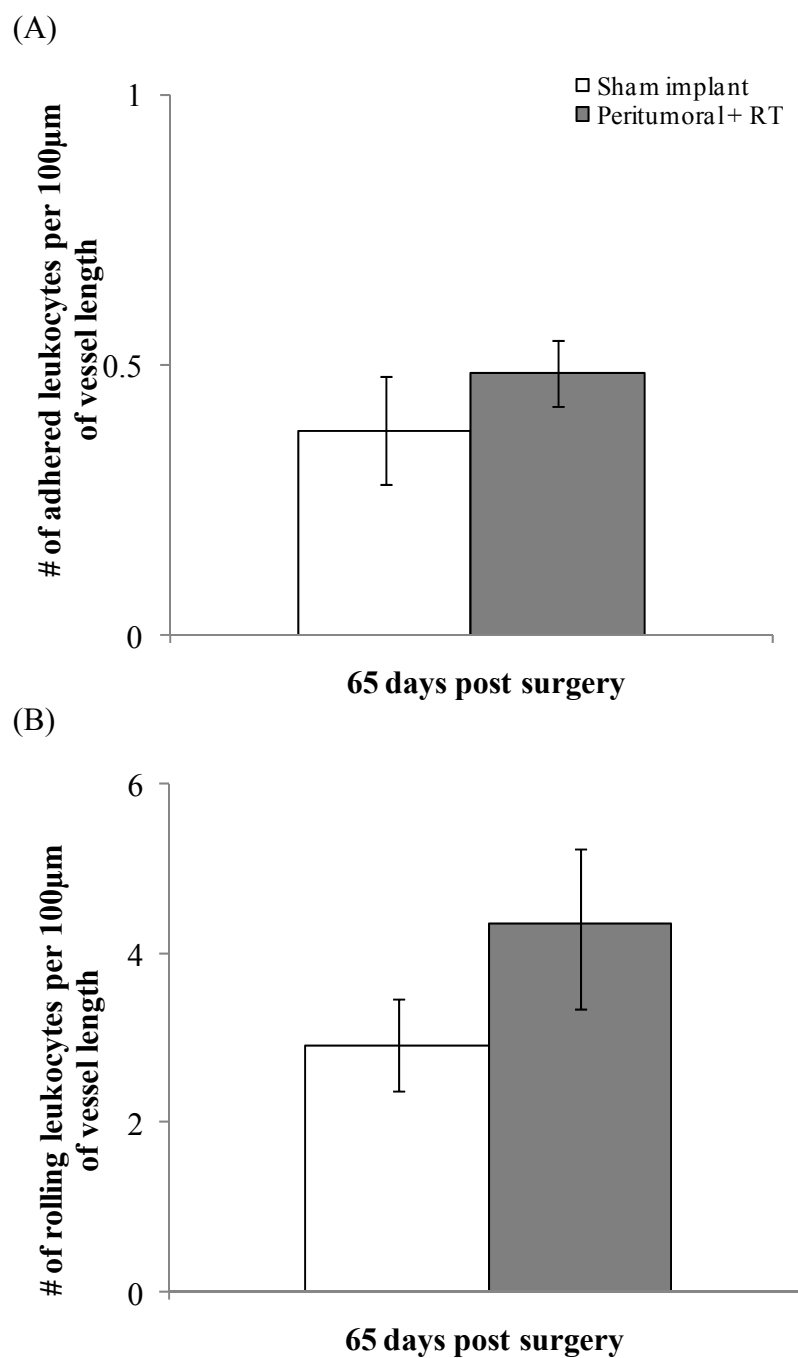 (A)
1
Sham implant
Peritumoral + RT
# of adhered leukocytes per 100µm
of vessel length
0.5
0
65 days post surgery
(B)
6
# of rolling leukocytes per 100µm
of vessel length
4
2
0
65 days post surgery